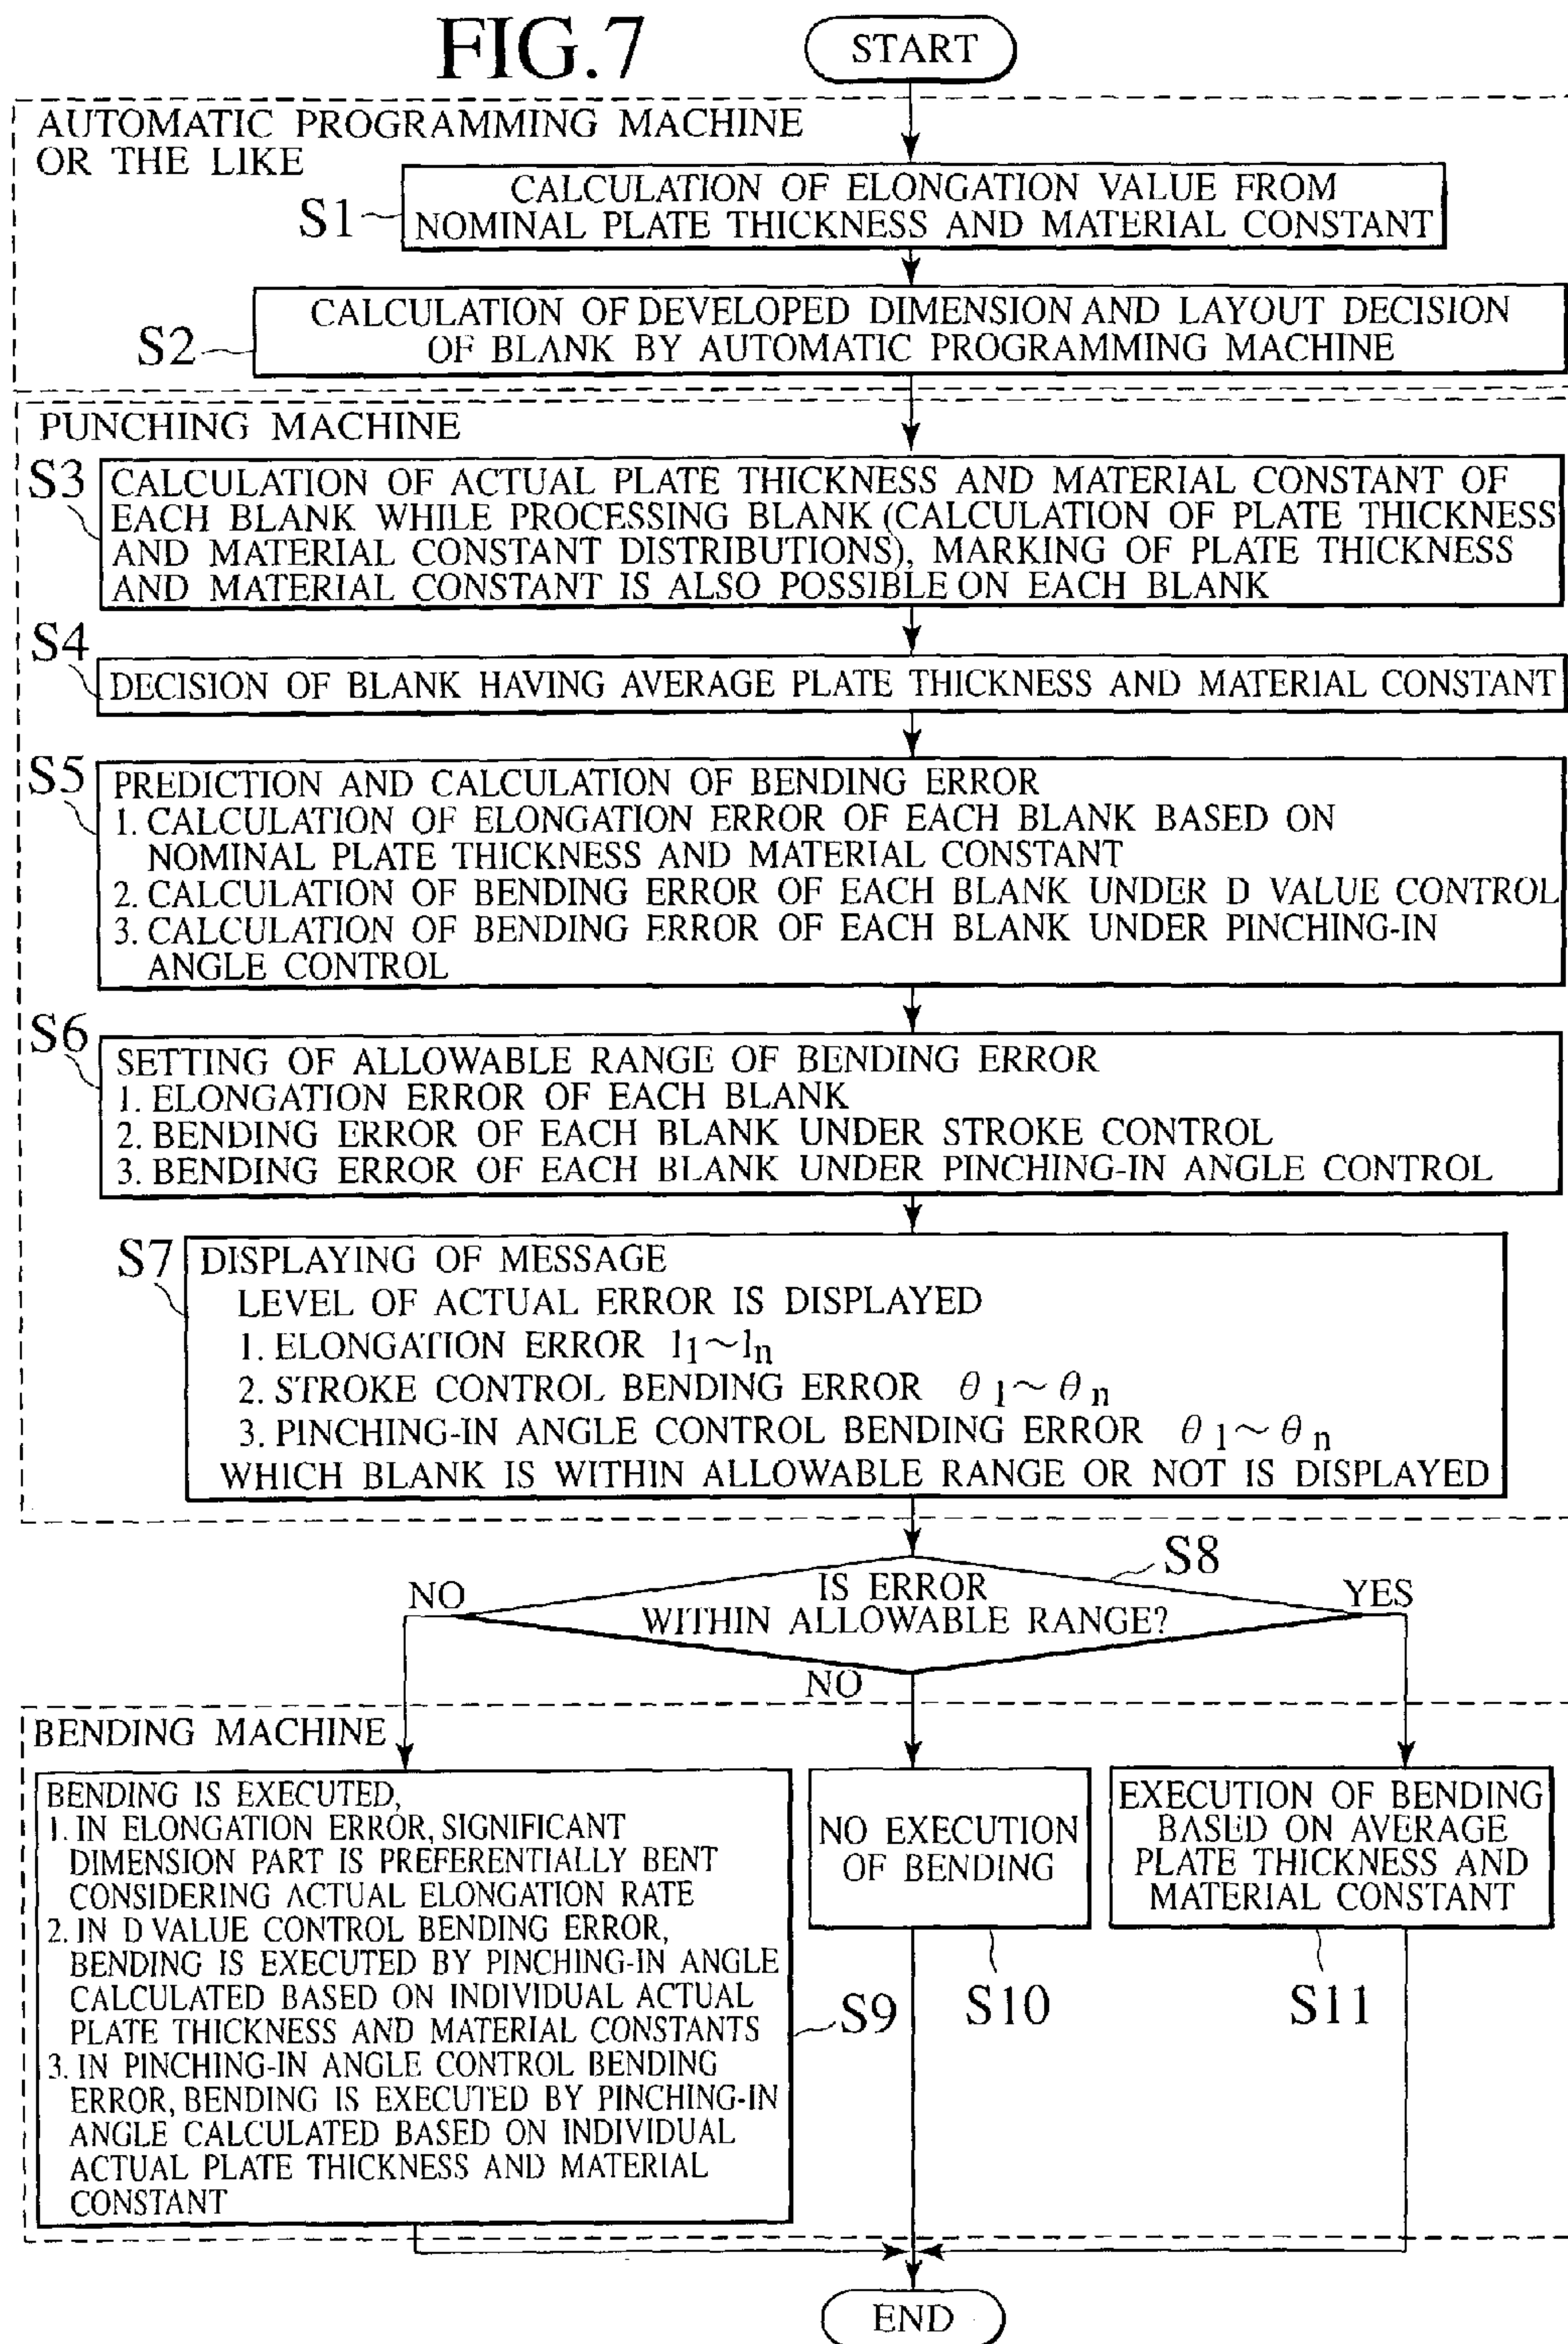 FIG.7
START
AUTOMATIC PROGRAMMING MACHINE
OR THE LIKE
S1
CALCULATION OF ELONGATION VALUE FROM
NOMINAL PLATE THICKNESS AND MATERIAL CONSTANT
S2
CALCULATION OF DEVELOPED DIMENSION AND LAYOUT DECISION
OF BLANK BY AUTOMATIC PROGRAMMING MACHINE
PUNCHING MACHINE
S3
CALCULATION OF ACTUAL PLATE THICKNESS AND MATERIAL CONSTANT OF
EACH BLANK WHILE PROCESSING BLANK (CALCULATION OF PLATE THICKNESS
AND MATERIAL CONSTANT DISTRIBUTIONS), MARKING OF PLATE THICKNESS
AND MATERIAL CONSTANT IS ALSO POSSIBLE ON EACH BLANK
S4
DECISION OF BLANK HAVING AVERAGE PLATE THICKNESS AND MATERIAL CONSTANT
S5
PREDICTION AND CALCULATION OF BENDING ERROR
1. CALCULATION OF ELONGATION ERROR OF EACH BLANK BASED ON
NOMINAL PLATE THICKNESS AND MATERIAL CONSTANT
2. CALCULATION OF BENDING ERROR OF EACH BLANK UNDER D VALUE CONTROL
3. CALCULATION OF BENDING ERROR OF EACH BLANK UNDER PINCHING-IN
ANGLE CONTROL
S6
SETTING OF ALLOWABLE RANGE OF BENDING ERROR
1. ELONGATION ERROR OF EACH BLANK
2. BENDING ERROR OF EACH BLANK UNDER STROKE CONTROL
3. BENDING ERROR OF EACH BLANK UNDER PINCHING-IN ANGLE CONTROL
S7
DISPLAYING OF MESSAGE
LEVEL OF ACTUAL ERROR IS DISPLAYED
1. ELONGATION ERROR l1~ln
2. STROKE CONTROL BENDING ERROR θ1~θn
3. PINCHING-IN ANGLE CONTROL BENDING ERROR θ1~θn
WHICH BLANK IS WITHIN ALLOWABLE RANGE OR NOT IS DISPLAYED
S8
IS ERROR
WITHIN ALLOWABLE RANGE?
NO
YES
NO
BENDING MACHINE
BENDING IS EXECUTED,
1. IN ELONGATION ERROR, SIGNIFICANT
DIMENSION PART IS PREFERENTIALLY BENT
CONSIDERING ACTUAL ELONGATION RATE
2. IN D VALUE CONTROL BENDING ERROR,
BENDING IS EXECUTED BY PINCHING-IN ANGLE
CALCULATED BASED ON INDIVIDUAL ACTUAL
PLATE THICKNESS AND MATERIAL CONSTANTS
3. IN PINCHING-IN ANGLE CONTROL BENDING
ERROR, BENDING IS EXECUTED BY PINCHING-IN
ANGLE CALCULATED BASED ON INDIVIDUAL
ACTUAL PLATE THICKNESS AND MATERIAL
CONSTANT
S9
NO EXECUTION
OF BENDING
S10
EXECUTION OF BENDING
BASED ON AVERAGE
PLATE THICKNESS AND
MATERIAL CONSTANT
S11
END